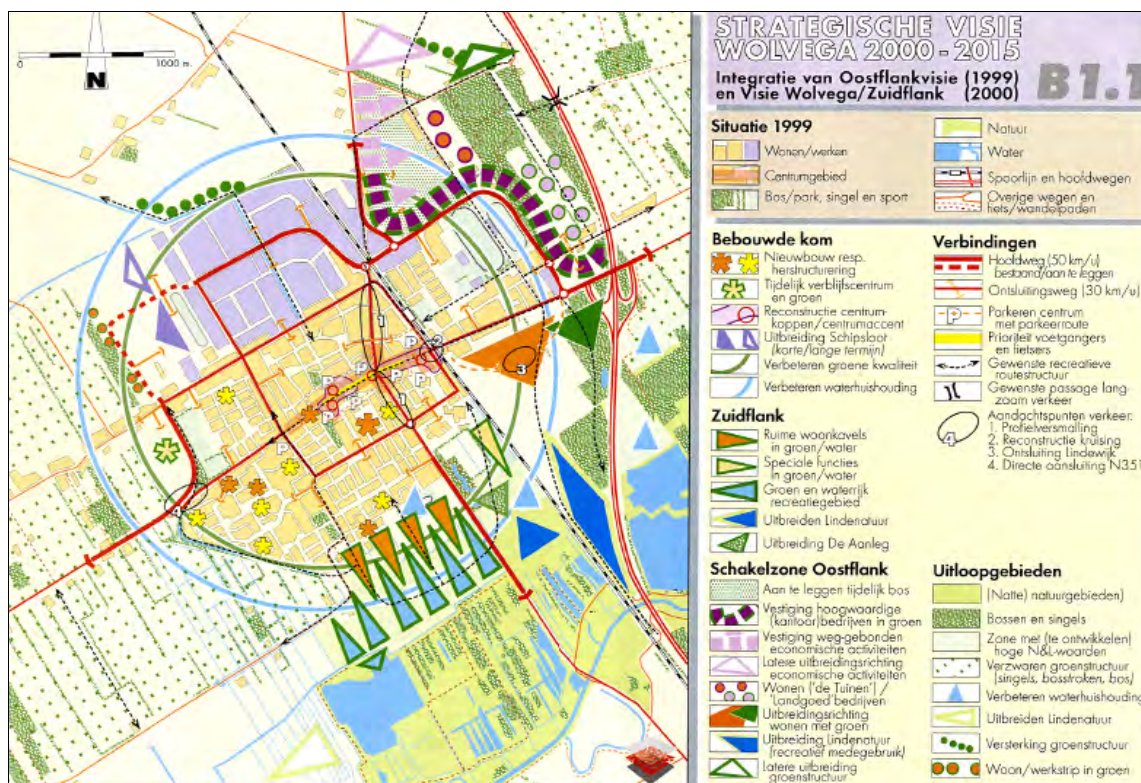 0
1000 m.
N
STRATEGISCHE VISIE
WOLVEGA 2000 - 2015
Integratie van Oostflankvisie (1999)
en Visie Wolvega/Zuidflank (2000)
B1.1
Situatie 1999
Wonen/werken
Centrumgebied
Bos/park, singel en sport
Natuur
Water
Spoorlijn en hoofdwegen
Overige wegen en
fiets/wandelpaden
Bebouwde kom
Nieuwbouw resp.
herstructurering
Tijdelijk verblijfscentrum
en groen
Reconstructie centrum-
koppen/centrumaccent
Uitbreiding Schipsloot
(korte/lange termijn)
Verbeteren groene kwaliteit
Verbeteren waterhuishouding
Verbindingen
Hoofdweg (50 km/u)
bestaand/aan te leggen
Ontsluitingsweg (30 km/u)
P
Parkeren centrum
met parkeerroute
Prioriteit voetgangers
en fietsers
Gewenste recreatieve
routestructuur
Gewenste passage lang-
zaam verkeer
4
Aandachtspunten verkeer:
1. Profielversmalling
2. Reconstructie kruising
3. Ontsluiting Lindewijk
4. Directe aansluiting N351
Zuidflank
Ruime woonkavels
in groen/water
Speciale functies
in groen/water
Groen en waterrijk
recreatiegebied
Uitbreiden Lindenatuur
Uitbreiding De Aanleg
Schakelzone Oostflank
Aan te leggen tijdelijk bos
Vestiging hoogwaardige
(kantoor)bedrijven in groen
Vestiging weg-gebonden
economische activiteiten
Latere uitbreidingsrichting
economische activiteiten
Wonen ('de Tuinen') /
'Landgoed' bedrijven
Uitbreidingsrichting
wonen met groen
Uitbreiding Lindenatuur
(recreatief medegebruik)
Latere uitbreiding
groenstructuur
Uitloopgebieden
(Natte) natuurgebieden)
Bossen en singels
Zone met (te ontwikkelen)
hoge N&L-waarden
Verzwaren groenstructuur
(singels, bosstroken, bos)
Verbeteren waterhuishouding
Uitbreiden Lindenatuur
Versterking groenstructuur
Woon/werkstrip in groen
1
P
2
P
P
P
P
3
1
P
P
4